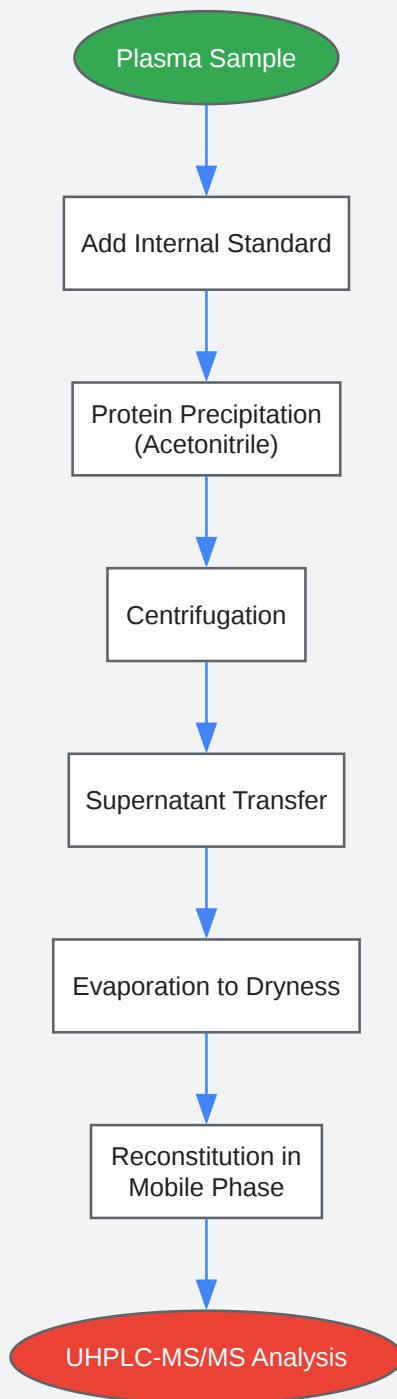 Plasma Sample
Add Internal Standard
Protein Precipitation
(Acetonitrile)
Centrifugation
Supernatant Transfer
Evaporation to Dryness
Reconstitution in
Mobile Phase
UHPLC-MS/MS Analysis